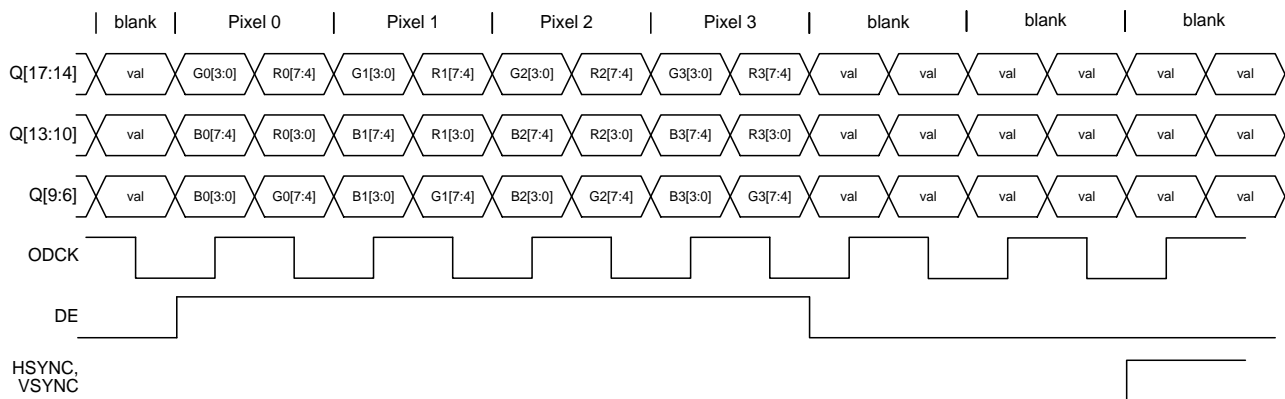 blank Pixel 0 Pixel 1 Pixel 2 Pixel 3 blank blank blank
Q[17:14] val G0[3:0] R0[7:4] G1[3:0] R1[7:4] G2[3:0] R2[7:4] G3[3:0] R3[7:4] val val val val val val
Q[13:10] val B0[7:4] R0[3:0] B1[7:4] R1[3:0] B2[7:4] R2[3:0] B3[7:4] R3[3:0] val val val val val val
Q[9:6] val B0[3:0] G0[7:4] B1[3:0] G1[7:4] B2[3:0] G2[7:4] B3[3:0] G3[7:4] val val val val val val
ODCK
DE
HSYNC,
VSYNC